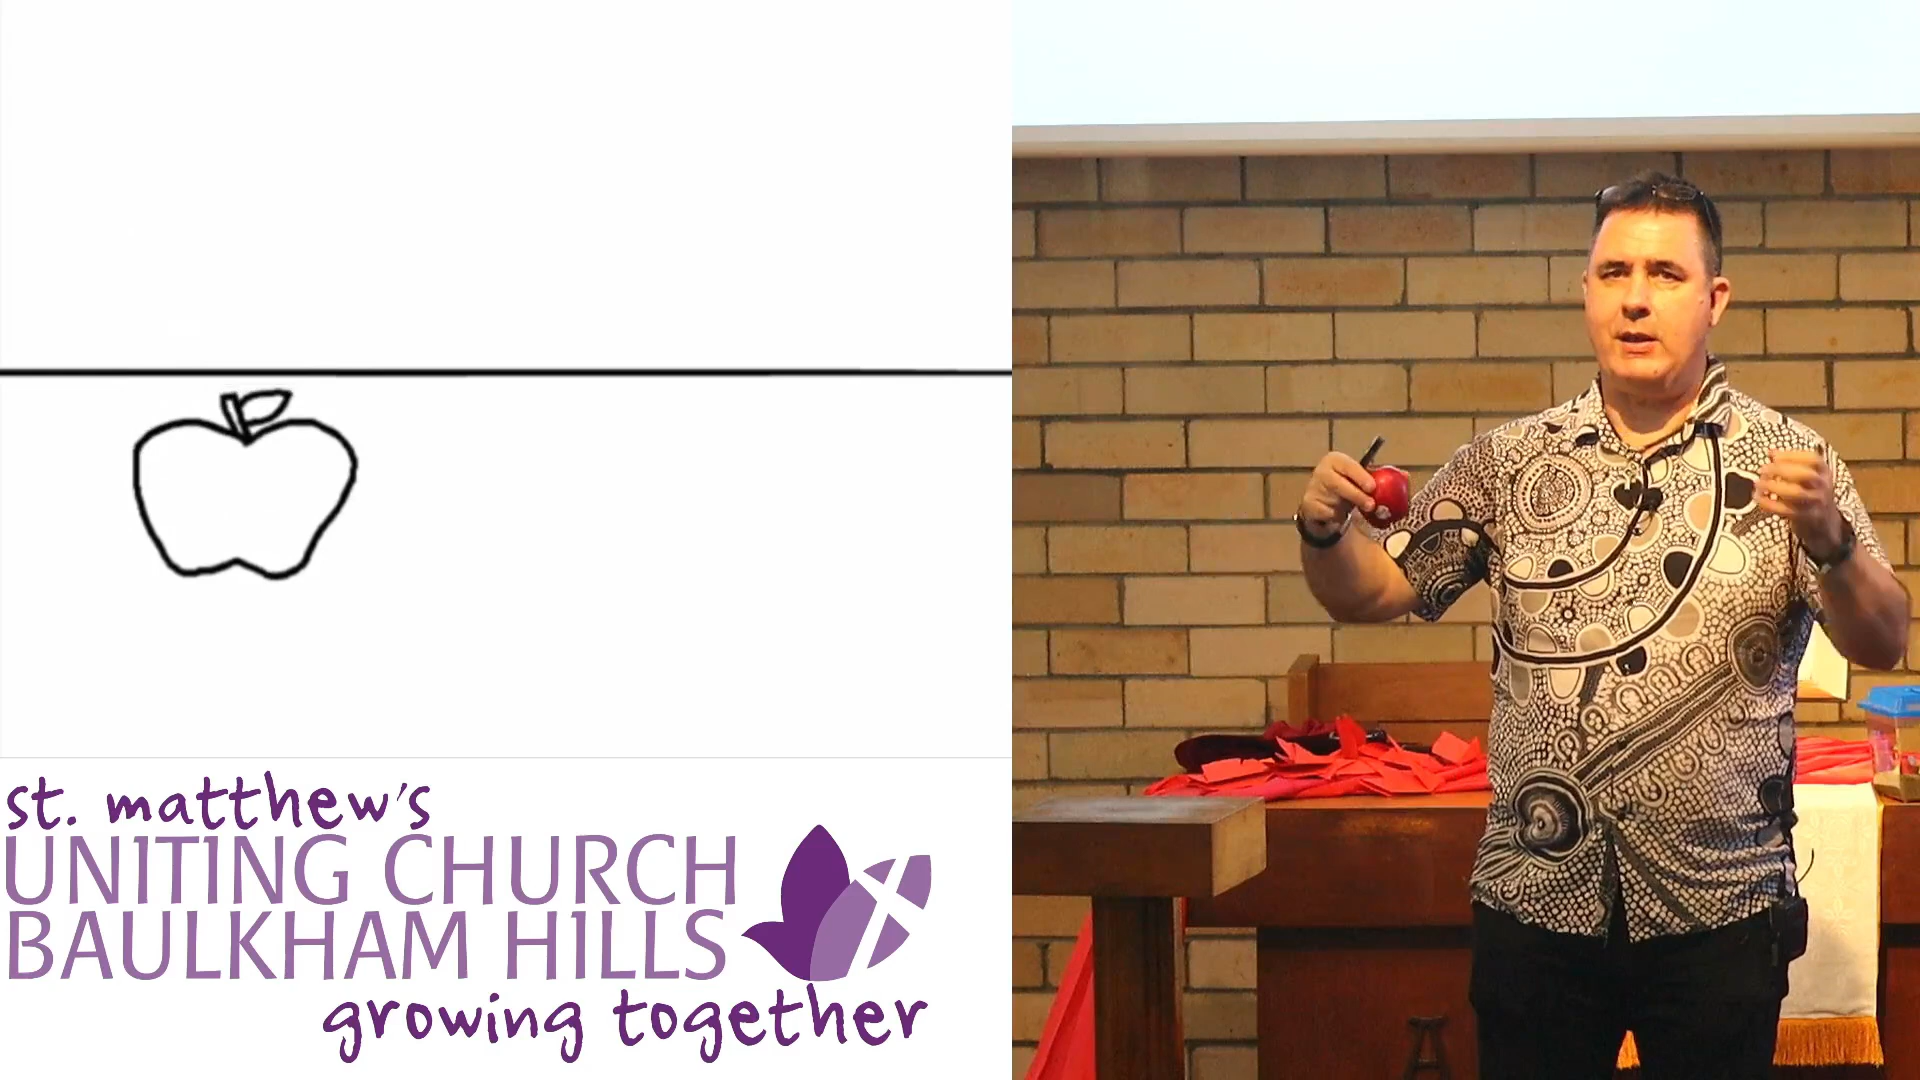 st. matthew's
UNITING CHURCH
BAULKHAM HILLS
growing together